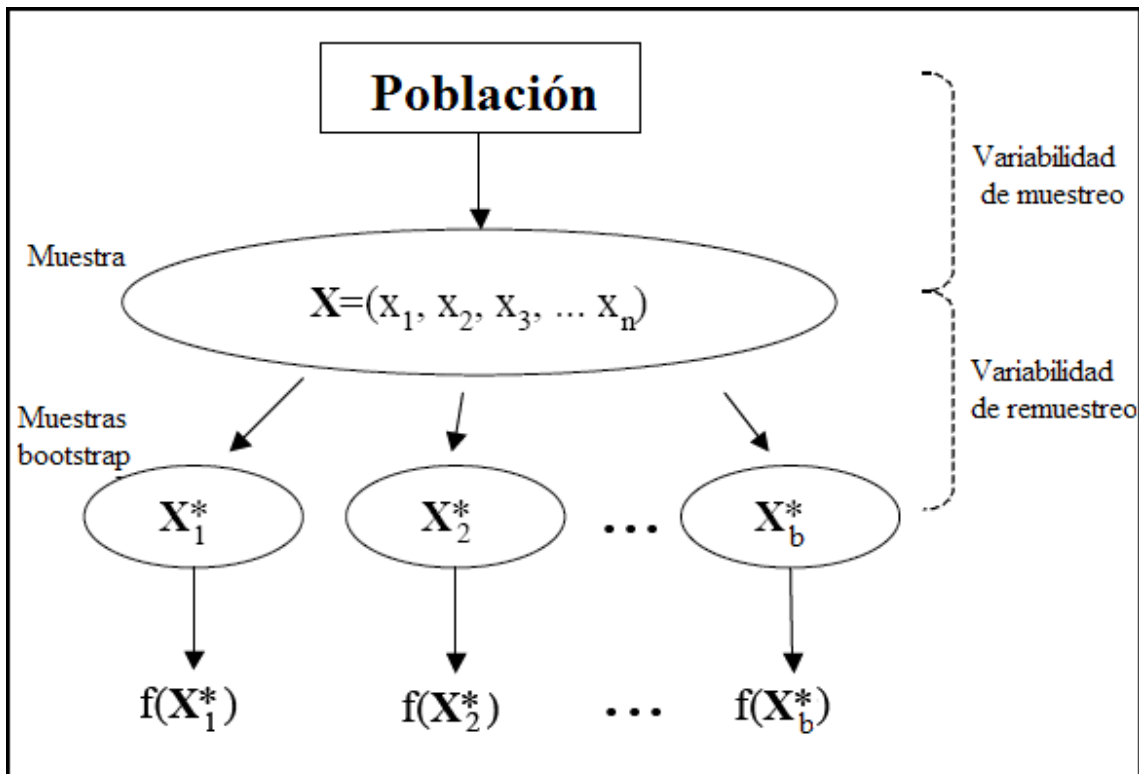 Población
Variabilidad
de muestreo
Muestra
X=(x1, x2, x3, ... xn)
Variabilidad
de remuestreo
Muestras
bootstrap
X*1
X*2
...
X*b
f(X*1)
f(X*2)
...
f(X*b)